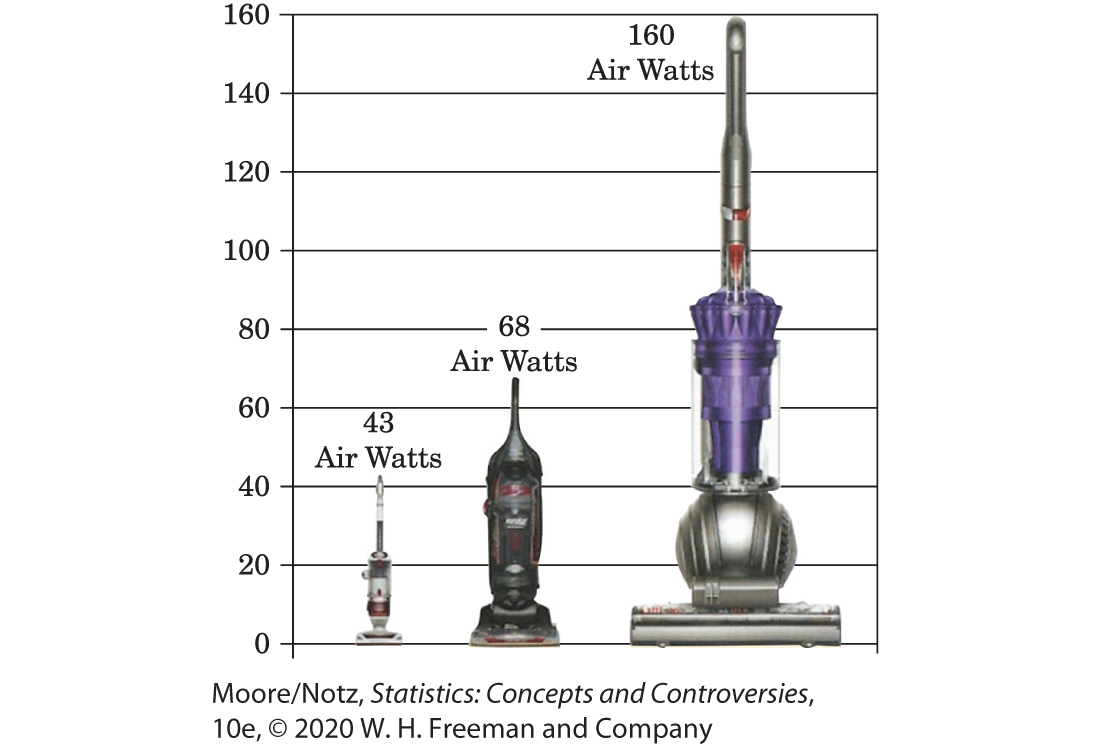 160
140
120
100
80
60
40
20
0
160
Air Watts
68
Air Watts
43
Air Watts
Moore/Notz, Statistics: Concepts and Controversies,
10e, © 2020 W. H. Freeman and Company